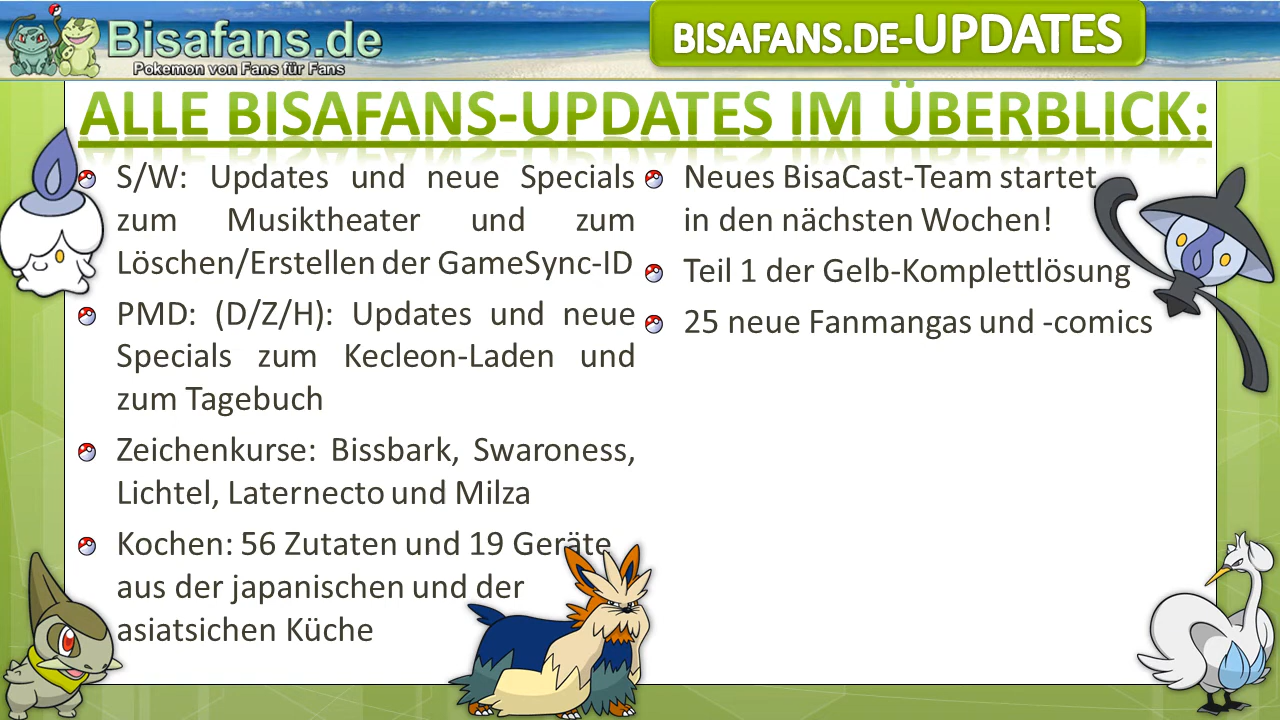 Bisafans.de
Pokemon von Fans für Fans
BISAFANS.DE-UPDATES
ALLE BISAFANS-UPDATES IM ÜBERBLICK:
S/W: Updates und neue Specials
zum Musiktheater und zum
Löschen/Erstellen der GameSync-ID
PMD: (D/Z/H): Updates und neue
Specials zum Kecleon-Laden und
zum Tagebuch
Zeichenkurse: Bissbark, Swaroness,
Lichtel, Laternecto und Milza
Kochen: 56 Zutaten und 19 Geräte
aus der japanischen und der
asiatsichen Küche
Neues BisaCast-Team startet
in den nächsten Wochen!
Teil 1 der Gelb-Komplettlösung
25 neue Fanmangas und -comics